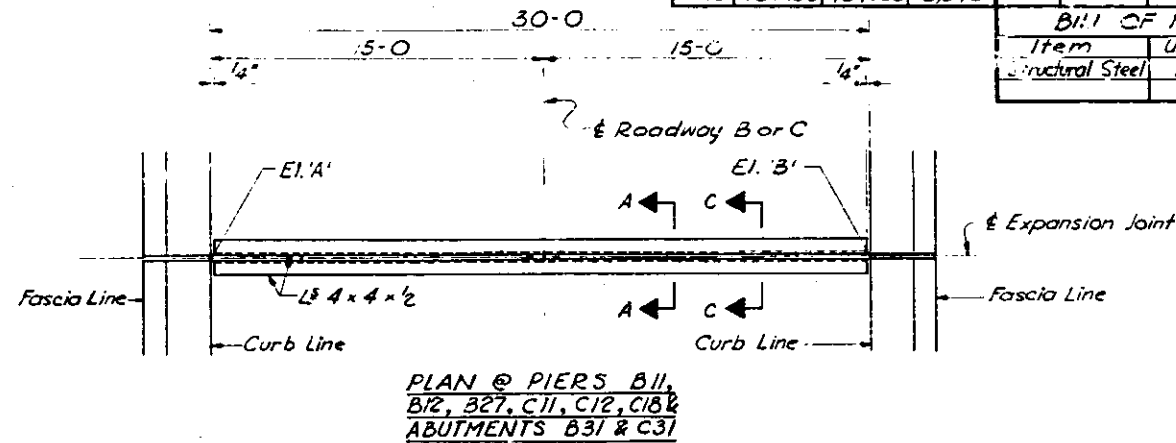 30-0
BILL OF
Item
Structural Steel
15-0
15-0
1/4"
1/4"
℄ Roadway B or C
El. 'A'
El. 'B'
A
C
℄ Expansion Joint
Fascia Line
Ls 4 x 4 x 1/2
A
C
Fascia Line
Curb Line
Curb Line
PLAN @ PIERS B11,
B12, B27, C11, C12, C18 &
ABUTMENTS B31 & C31